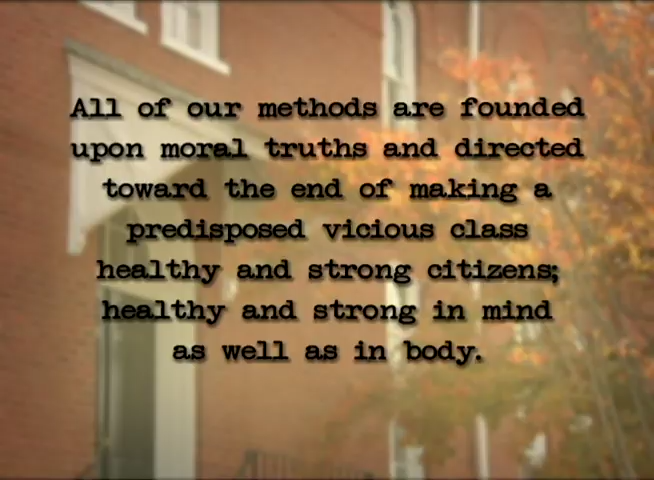 All of our methods are founded
upon moral truths and directed
toward the end of making a
predisposed vicious class
healthy and strong citizens;
healthy and strong in mind
as well as in body.